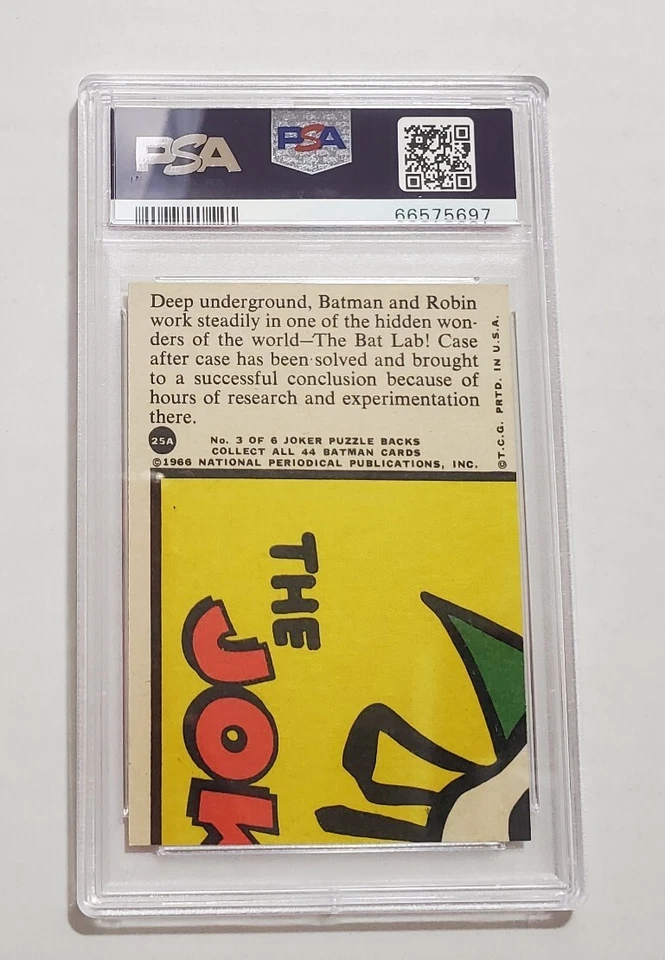 PSA
PSA
66575697
Deep underground, Batman and Robin
work steadily in one of the hidden won-
ders of the world—The Bat Lab! Case
after case has been solved and brought
to a successful conclusion because of
hours of research and experimentation
there.
25A
No. 3 OF 6 JOKER PUZZLE BACKS
COLLECT ALL 44 BATMAN CARDS
©1966 NATIONAL PERIODICAL PUBLICATIONS, INC.
©T.C.G. PRTD. IN U.S.A.
THE
JOK